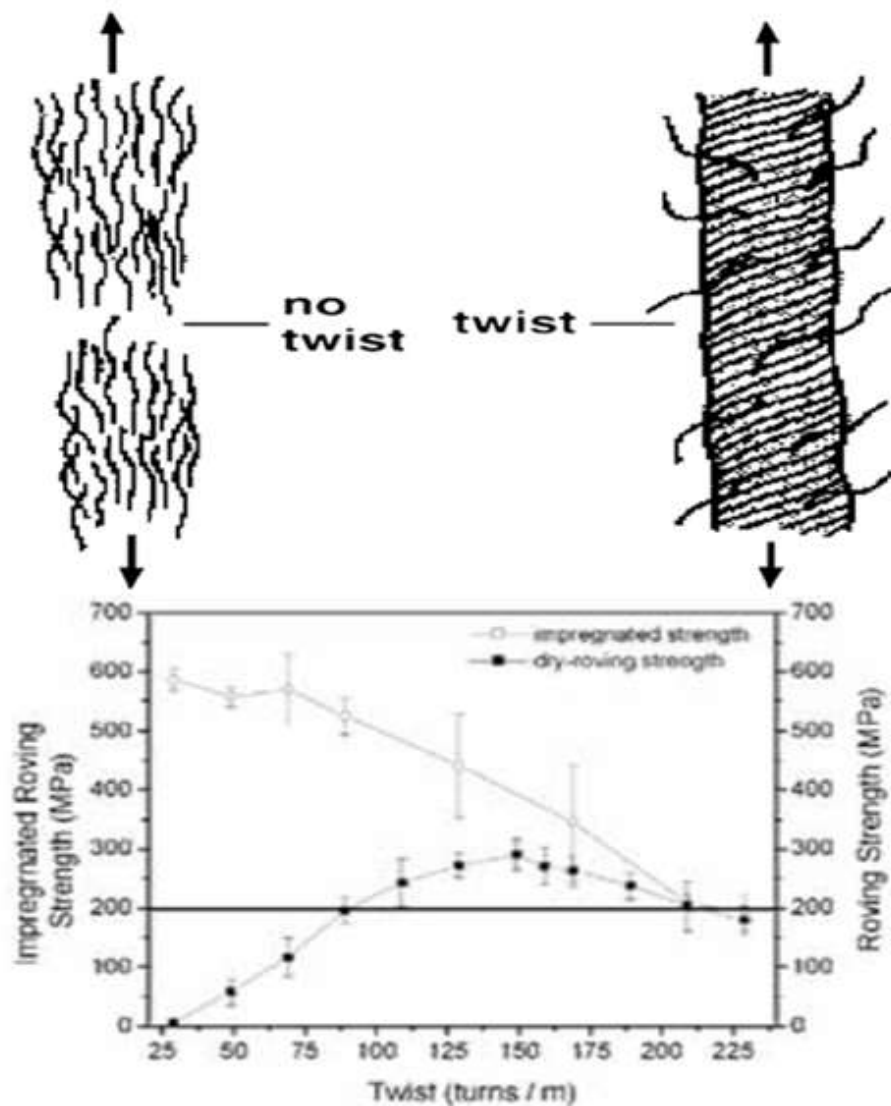 no
twist
twist
700
600
500
400
300
200
100
0
700
600
500
400
300
200
100
0
impregnated strength
dry-roving strength
Impregrnated Roving
Strength (MPa)
Roving Strength (MPa)
25 50 75 100 125 150 175 200 225
Twist (turns / m)